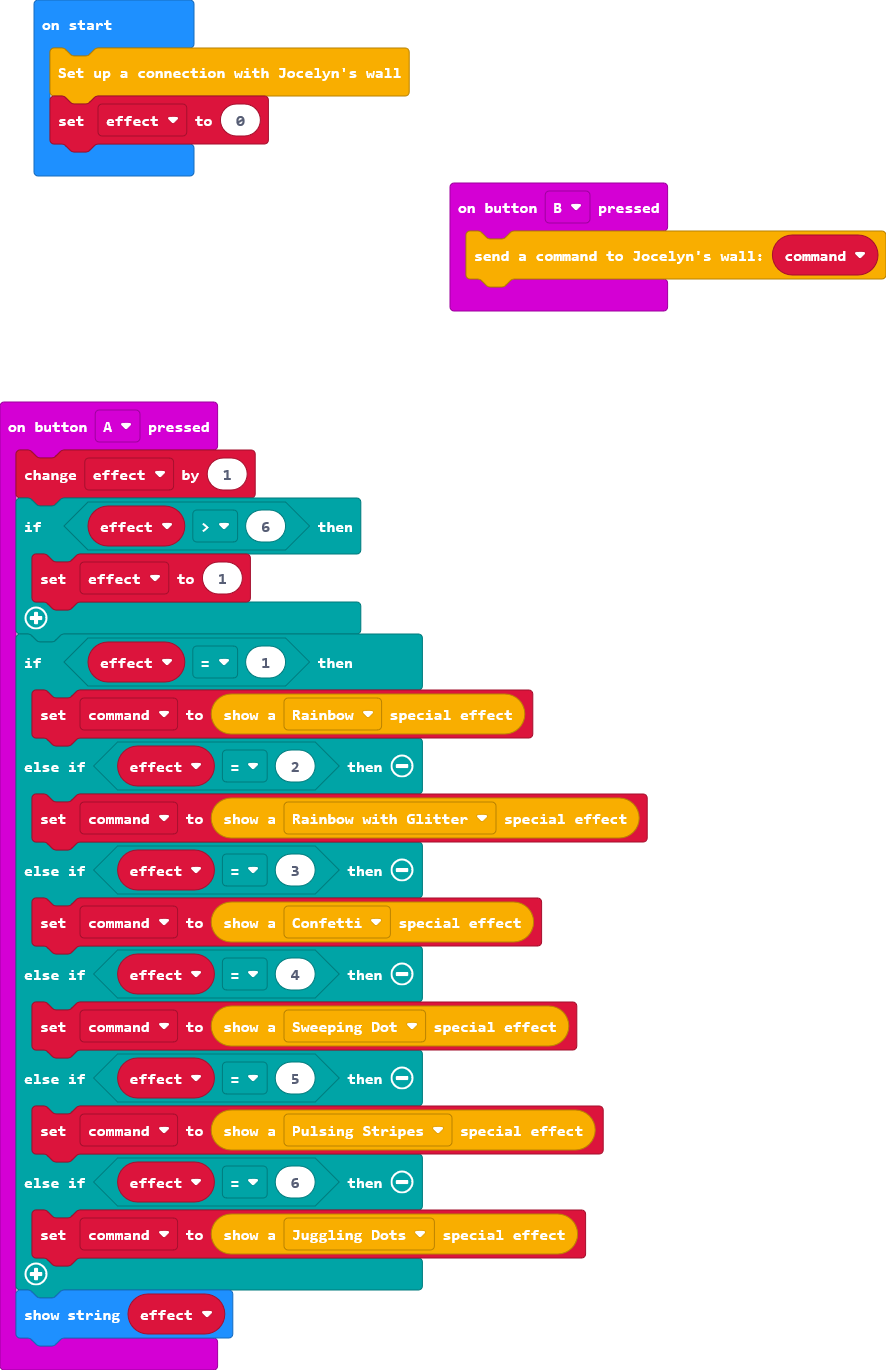 on start
Set up a connection with Jocelyn's wall
set effect to 0
on button B pressed
send a command to Jocelyn's wall: command
on button A pressed
change effect by 1
if effect > 6 then
set effect to 1
if effect = 1 then
set command to show a Rainbow special effect
else if effect = 2 then
set command to show a Rainbow with Glitter special effect
else if effect = 3 then
set command to show a Confetti special effect
else if effect = 4 then
set command to show a Sweeping Dot special effect
else if effect = 5 then
set command to show a Pulsing Stripes special effect
else if effect = 6 then
set command to show a Juggling Dots special effect
show string effect